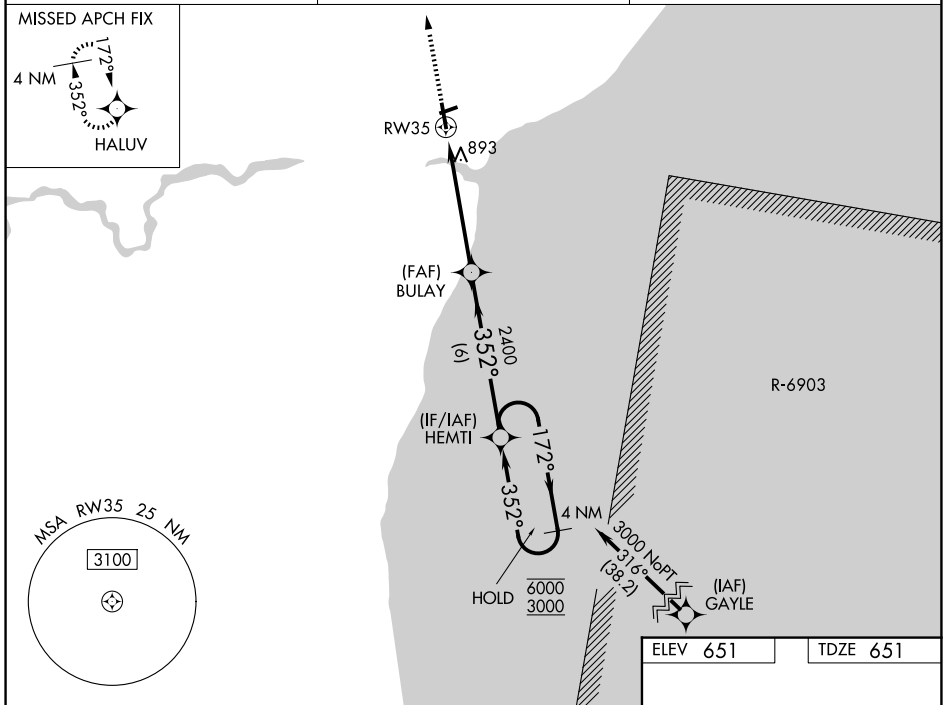 MISSED APCH FIX
4 NM
172°
352°
HALUV
RW35
893
(FAF)
BULAY
2400
352°
(6)
R-6903
(IF/IAF)
HEMTI
172°
352°
4 NM
HOLD
6000
3000
3000 NoPT
316°
(38.2)
(IAF)
GAYLE
MSA RW35 25 NM
3100
ELEV 651
TDZE 651